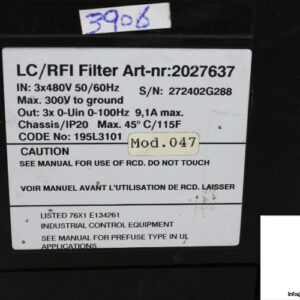 3906
LC/RFI Filter Art-nr:2027637
IN: 3x480V 50/60Hz S/N: 272402G288
Max. 300V to ground
Out: 3x 0-Uin 0-100Hz 9,1A max.
Chassis/IP20 Max. 45° C/115F
CODE No: 195L3101 Mod.047
CAUTION
SEE MANUAL FOR USE OF RCD. DO NOT TOUCH
VOIR MANUEL AVANT L'UTILISATION DE RCD. LAISSER
LISTED 76X1 E134261
INDUSTRIAL CONTROL EQUIPMENT
SEE MANUAL FOR PREFUSE TYPE IN UL
APPLICATIONS